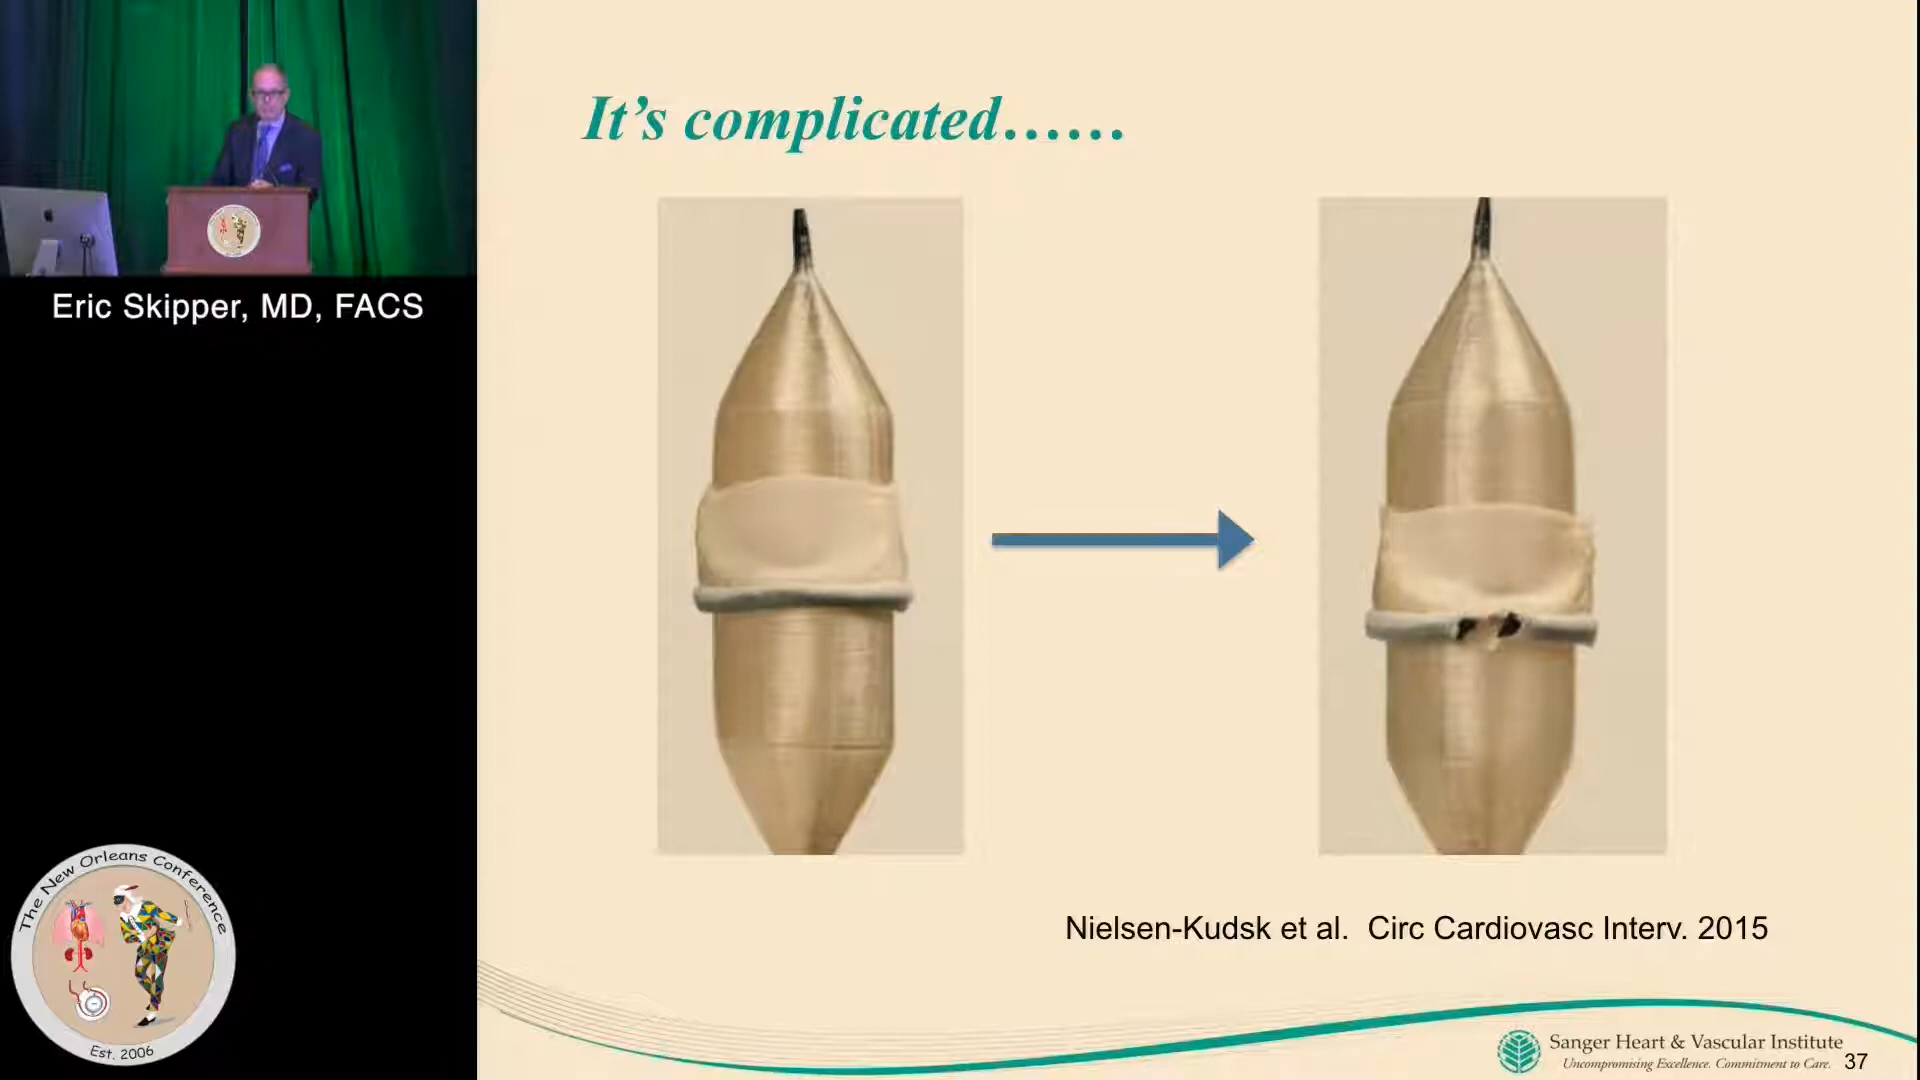 It's complicated......
Eric Skipper, MD, FACS
Nielsen-Kudsk et al.  Circ Cardiovasc Interv. 2015
The New Orleans Conference
Est. 2006
Sanger Heart & Vascular Institute
Uncompromising Excellence. Commitment to Care.
37